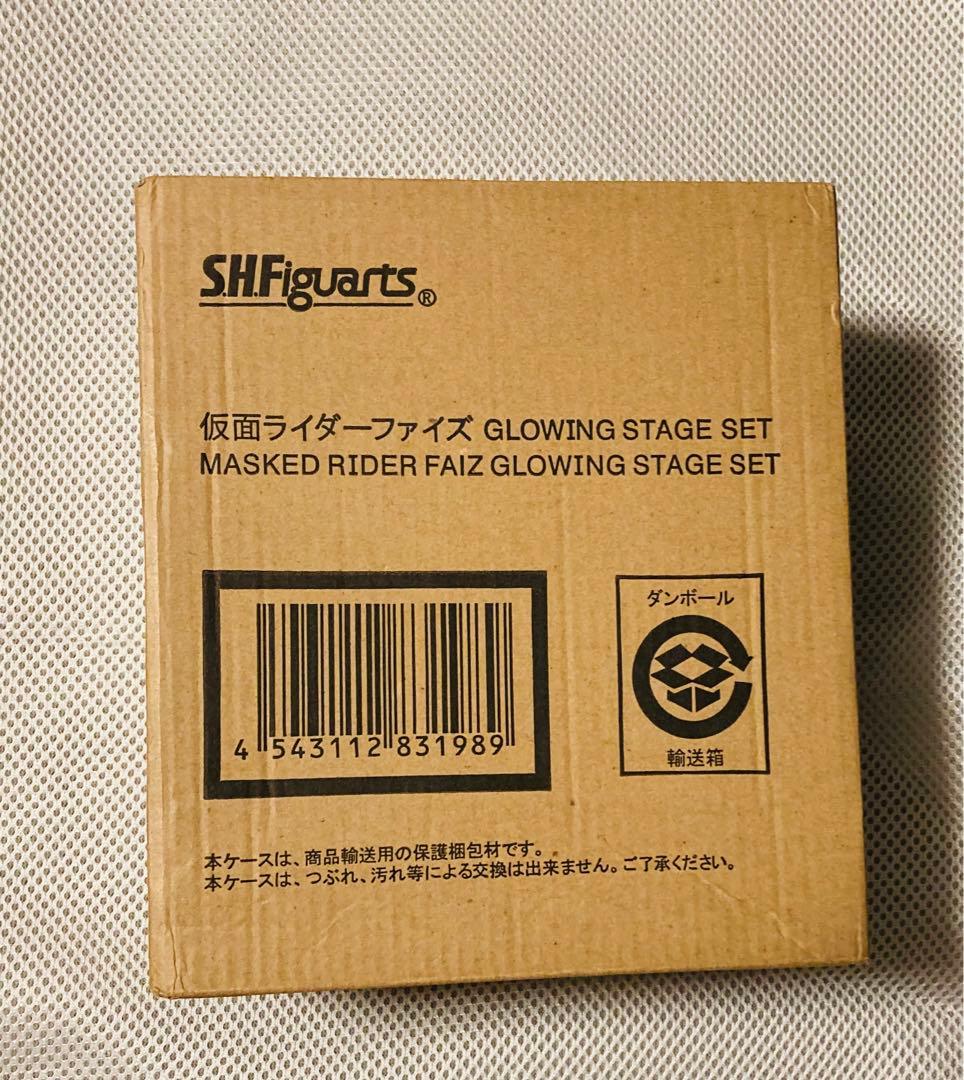 S.H.Figuarts®
仮面ライダーファイズ GLOWING STAGE SET
MASKED RIDER FAIZ GLOWING STAGE SET
ダンボール
輸送箱
4 543112 831989
本ケースは、商品輸送用の保護梱包材です。
本ケースは、つぶれ、汚れ等による交換は出来ません。ご了承ください。